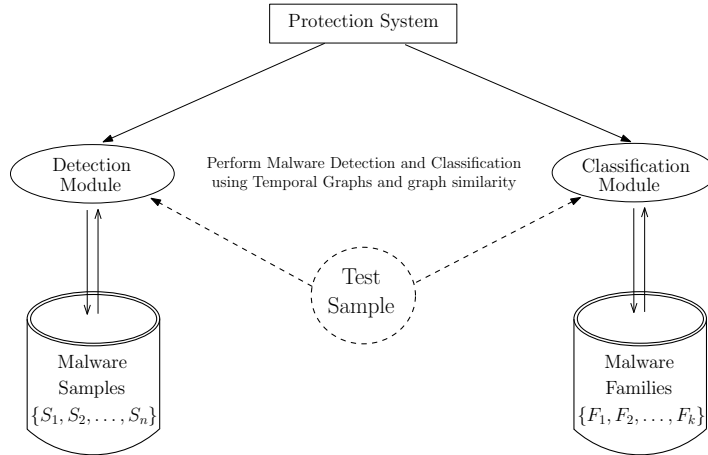 Protection System
Detection
Module
Perform Malware Detection and Classification
using Temporal Graphs and graph similarity
Classification
Module
Test
Sample
Malware
Samples
{S₁, S₂, . . . , Sₙ}
Malware
Families
{F₁, F₂, . . . , Fₖ}